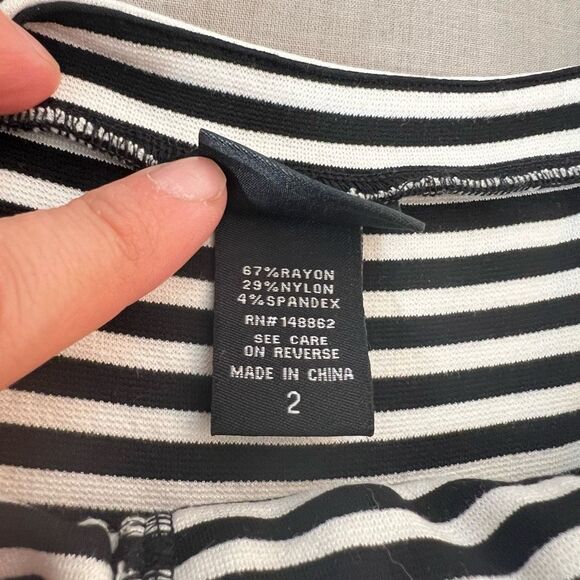 67%RAYON
29%NYLON
4%SPANDEX
RN#148862
SEE CARE
ON REVERSE
MADE IN CHINA
2